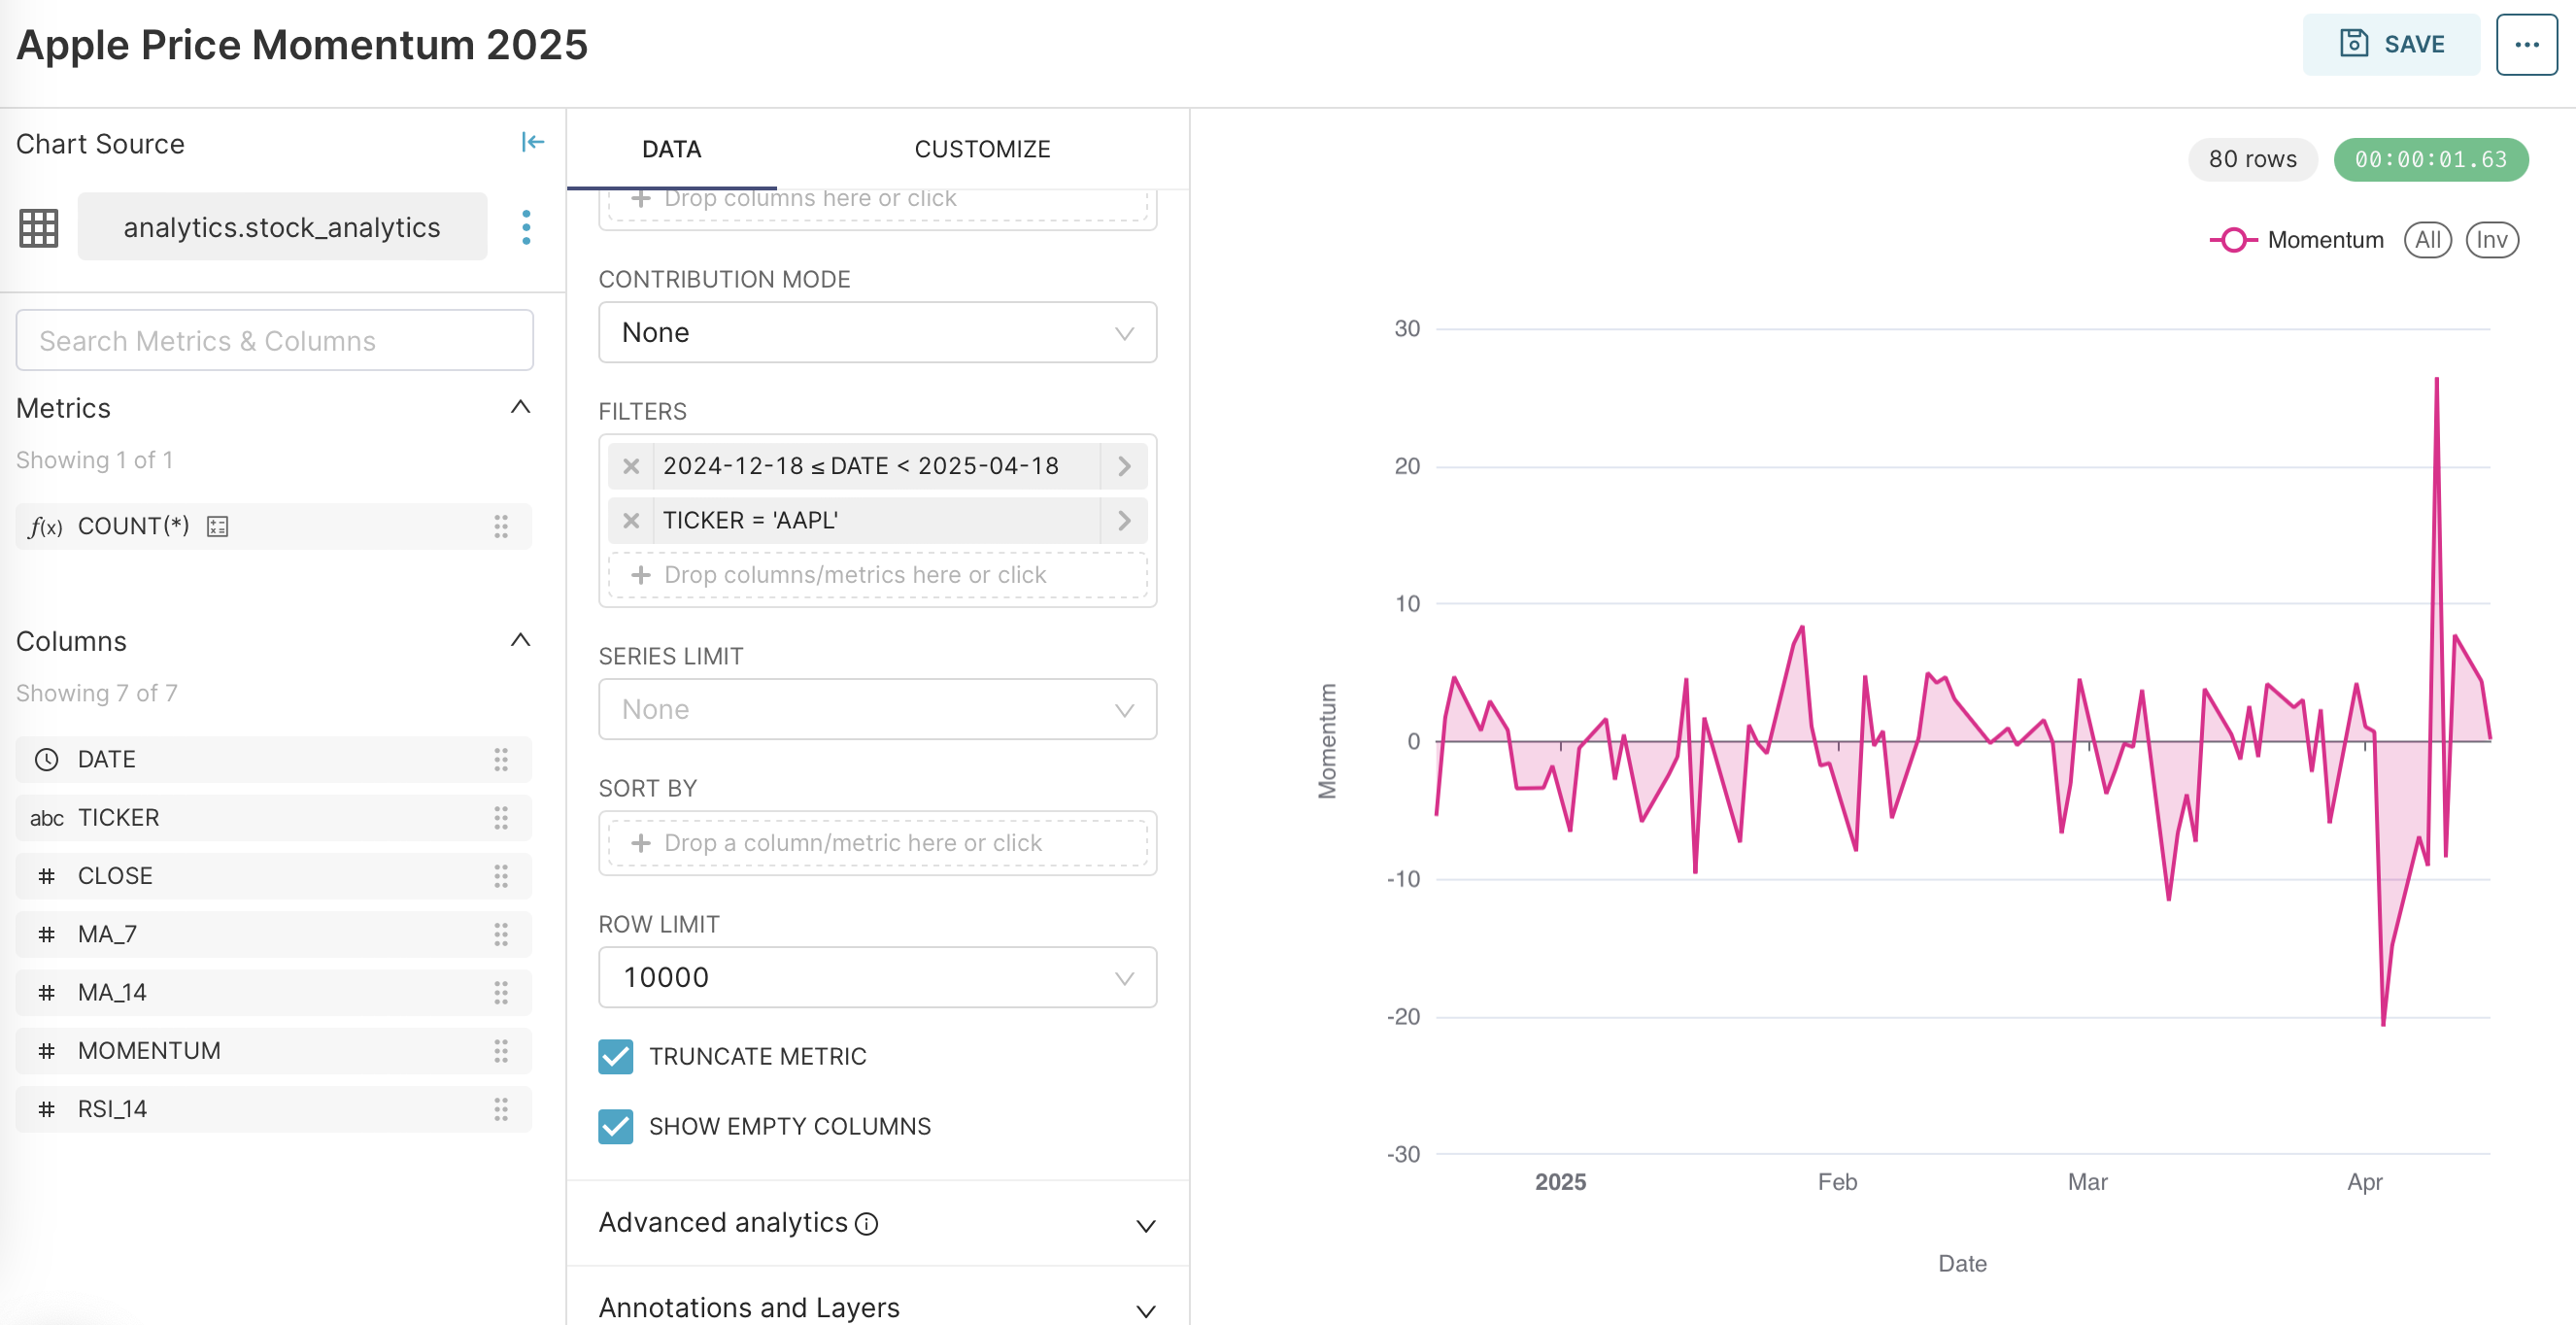 Apple Price Momentum 2025
SAVE
...
Chart Source
analytics.stock_analytics
Search Metrics & Columns
Metrics
Showing 1 of 1
f(x) COUNT(*)
Columns
Showing 7 of 7
DATE
abc TICKER
# CLOSE
# MA_7
# MA_14
# MOMENTUM
# RSI_14
DATA
CUSTOMIZE
+ Drop columns here or click
CONTRIBUTION MODE
None
FILTERS
2024-12-18 ≤ DATE < 2025-04-18
TICKER = 'AAPL'
+ Drop columns/metrics here or click
SERIES LIMIT
None
SORT BY
+ Drop a column/metric here or click
ROW LIMIT
10000
TRUNCATE METRIC
SHOW EMPTY COLUMNS
Advanced analytics
Annotations and Layers
80 rows
00:00:01.63
Momentum
All
Inv
30
20
10
0
-10
-20
-30
Momentum
2025
Feb
Mar
Apr
Date